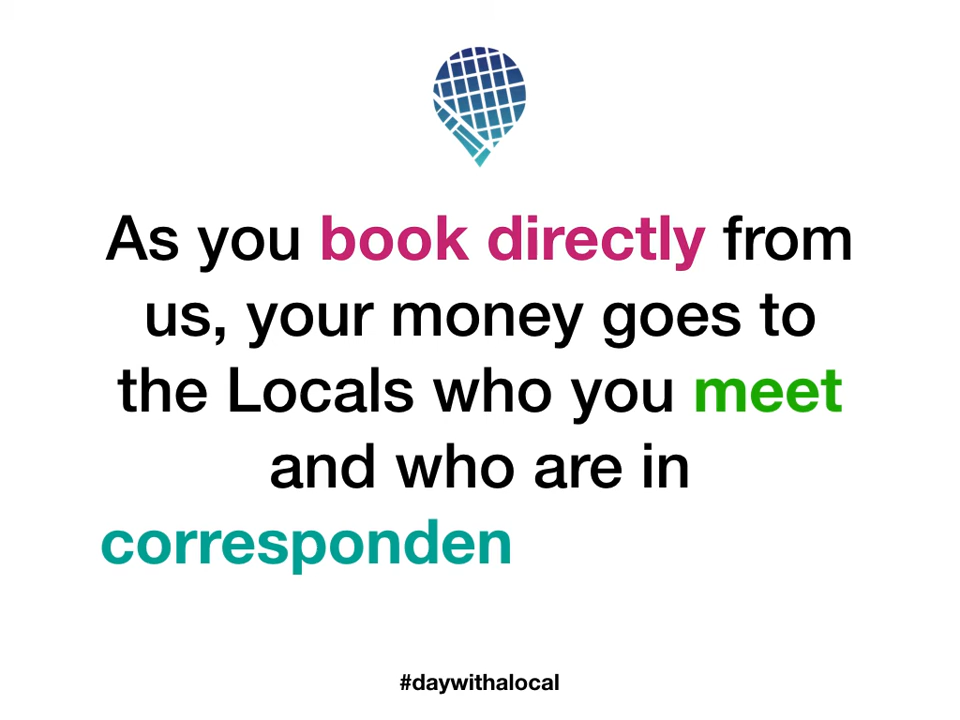 As you book directly from
us, your money goes to
the Locals who you meet
and who are in
corresponden
#daywithalocal